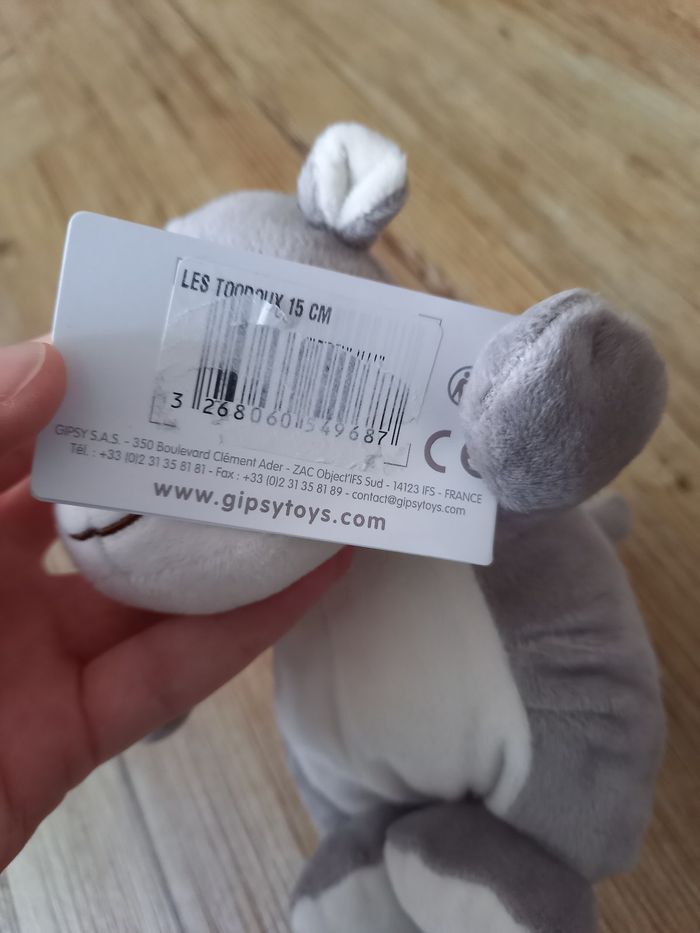 LES TOODOUX 15 CM
3 268060 549687
CE
GIPSY S.A.S. - 350 Boulevard Clément Ader - ZAC Object'IFS Sud - 14123 IFS - FRANCE
Tél. : +33 (0)2 31 35 81 81 - Fax : +33 (0)2 31 35 81 89 - contact@gipsytoys.com
www.gipsytoys.com